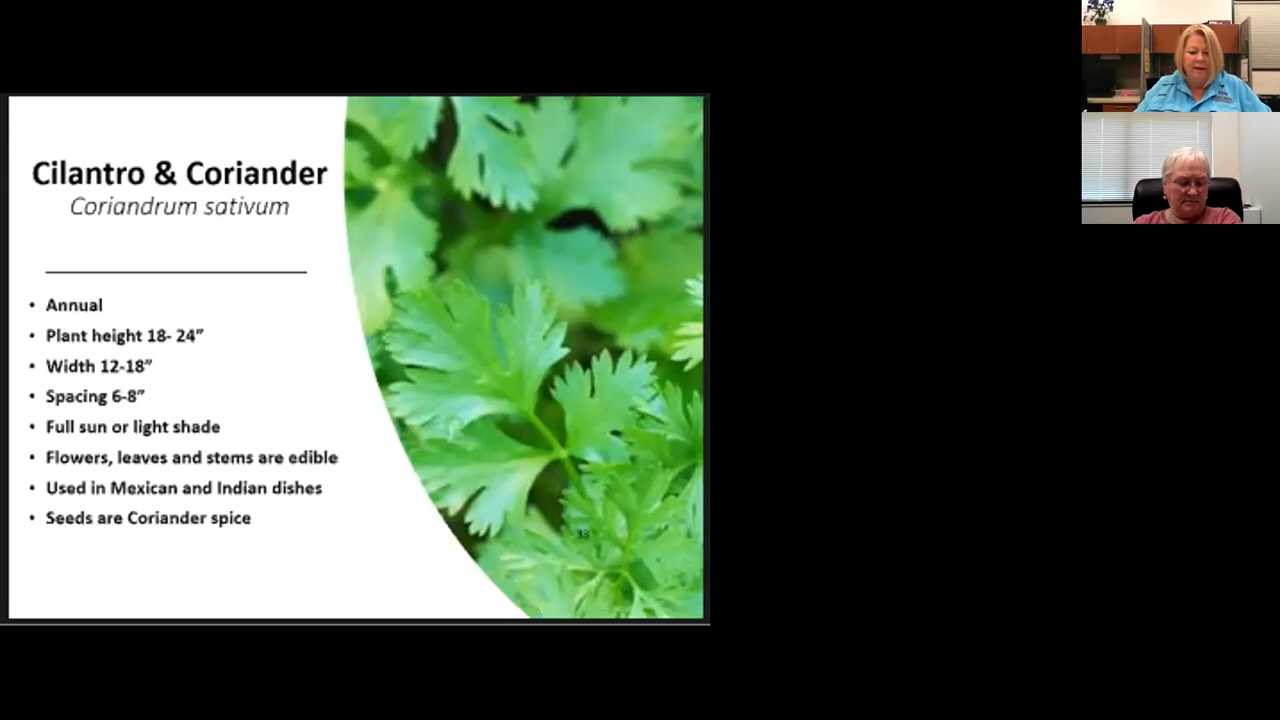 Cilantro & Coriander
Coriandrum sativum
• Annual
• Plant height 18- 24”
• Width 12-18”
• Spacing 6-8”
• Full sun or light shade
• Flowers, leaves and stems are edible
• Used in Mexican and Indian dishes
• Seeds are Coriander spice